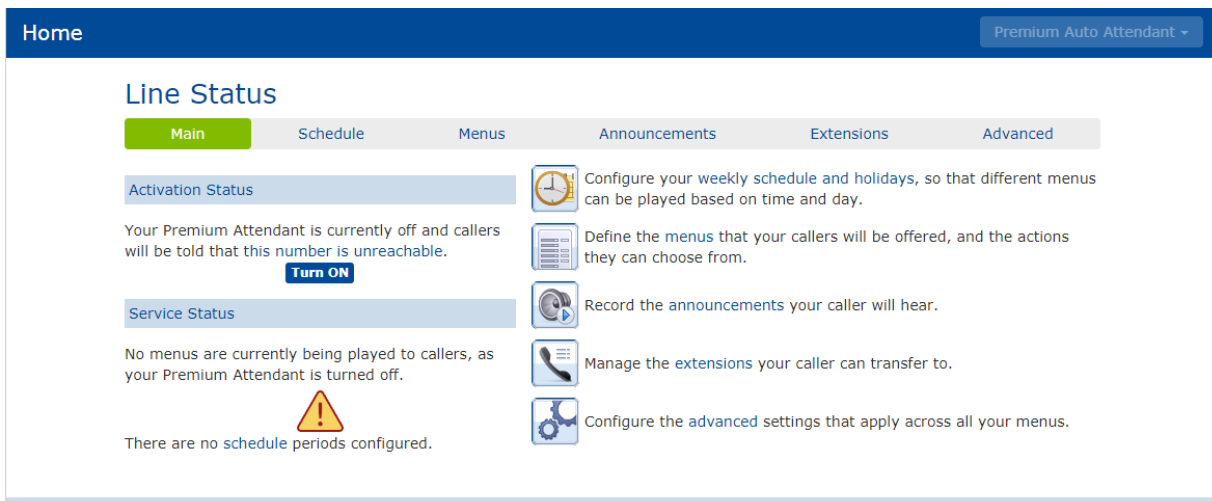 Home
Premium Auto Attendant
Line Status
Main
Schedule
Menus
Announcements
Extensions
Advanced
Activation Status
Your Premium Attendant is currently off and callers
will be told that this number is unreachable.
Turn ON
Service Status
No menus are currently being played to callers, as
your Premium Attendant is turned off.
There are no schedule periods configured.
Configure your weekly schedule and holidays, so that different menus
can be played based on time and day.
Define the menus that your callers will be offered, and the actions
they can choose from.
Record the announcements your caller will hear.
Manage the extensions your caller can transfer to.
Configure the advanced settings that apply across all your menus.